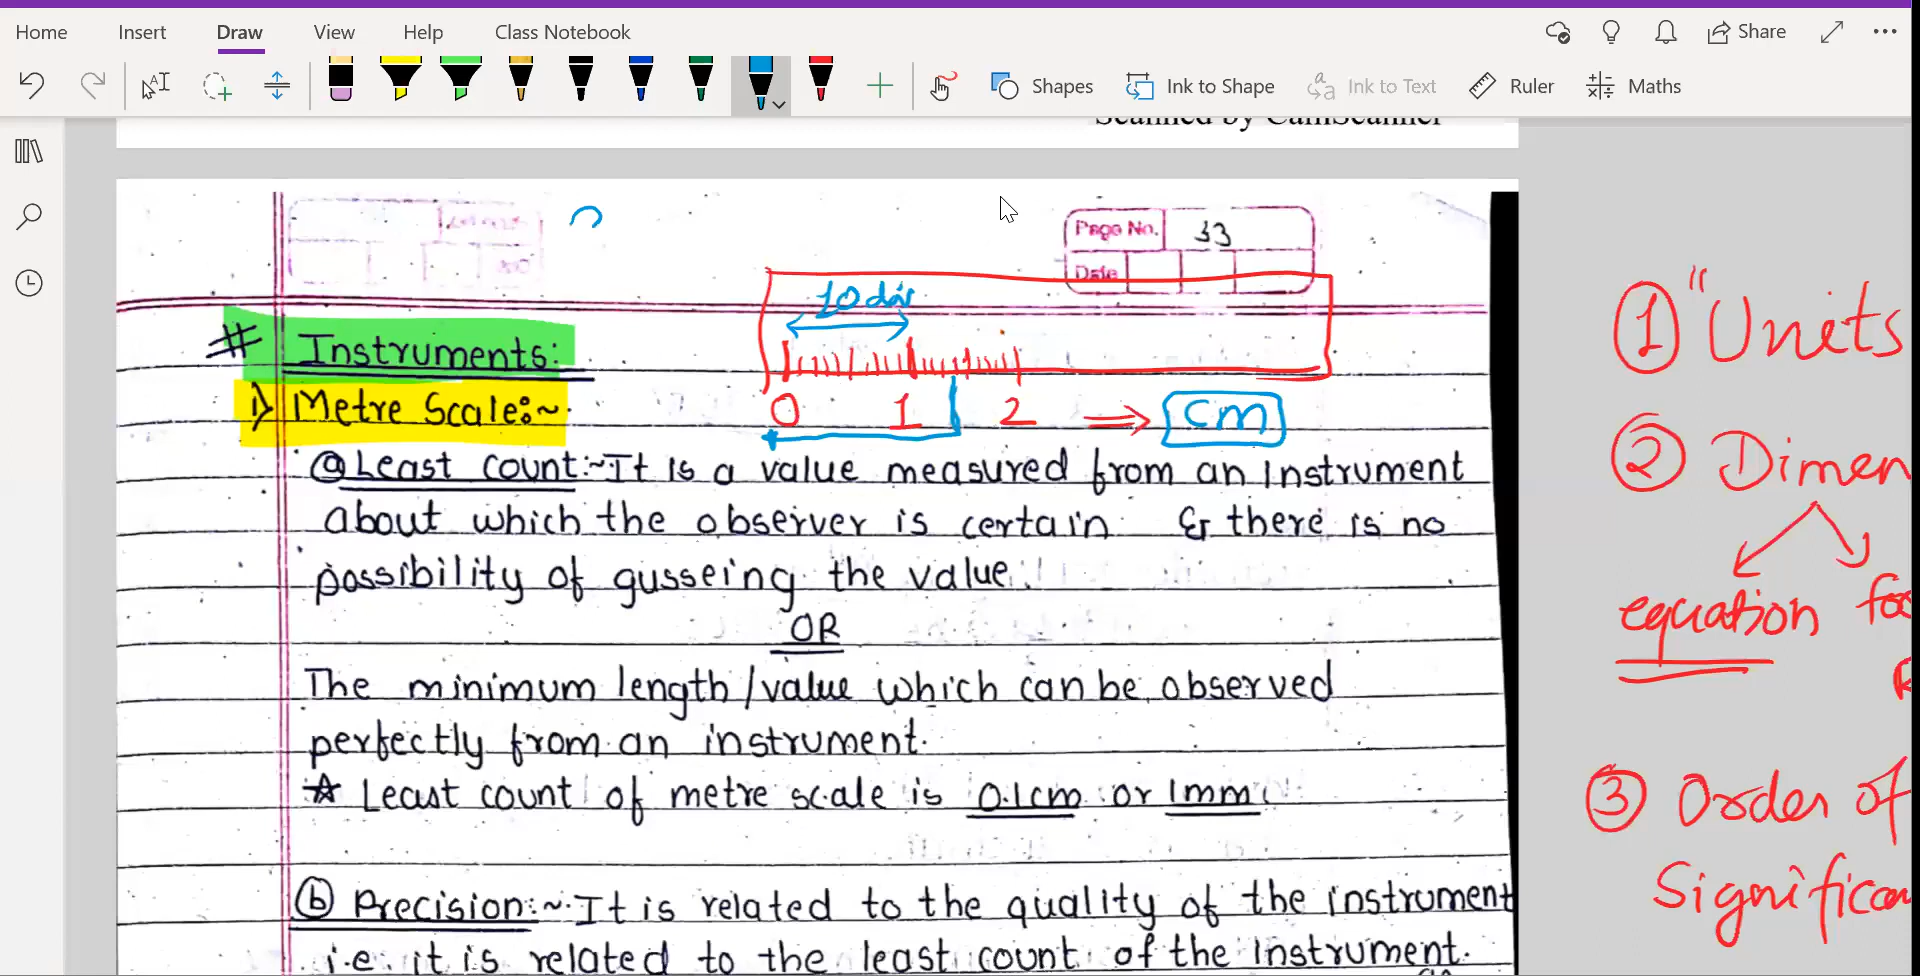 Home Insert Draw View Help Class Notebook Share
Shapes Ink to Shape Ink to Text Ruler Maths
Scanned by CamScanner
Page No. 33
Date
10 div
# Instruments:
1) Metre Scale:~
0 1 2 ⇒ cm
(a) Least count:~ It is a value measured from an instrument
about which the observer is certain & there is no
possibility of gusseing the value.
OR
The minimum length/value which can be observed
perfectly from an instrument.
☆ Least count of metre scale is 0.1cm or 1mm
(b) Precision:~ It is related to the quality of the instrument
i.e. it is related to the least count of the instrument.
① "Units
② Dimen
equation
③ Order of
Significan